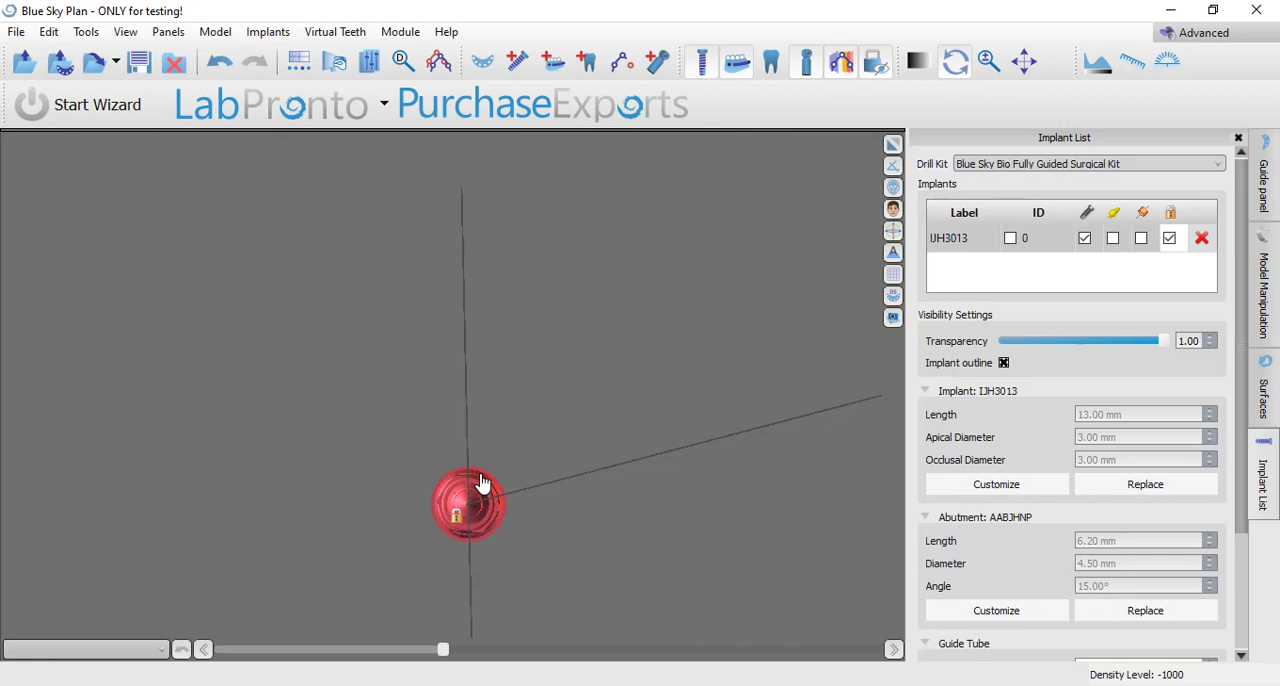 Blue Sky Plan - ONLY for testing!
File Edit Tools View Panels Model Implants Virtual Teeth Module Help
Advanced
Start Wizard LabPronto PurchaseExports
Implant List
Drill Kit Blue Sky Bio Fully Guided Surgical Kit
Implants
Label ID
IJH3013 0
Visibility Settings
Transparency 1.00
Implant outline
Implant: IJH3013
Length 13.00 mm
Apical Diameter 3.00 mm
Occlusal Diameter 3.00 mm
Customize Replace
Abutment: AABJHNP
Length 6.20 mm
Diameter 4.50 mm
Angle 15.00°
Customize Replace
Guide Tube
Guide panel
Model Manipulation
Surfaces
Implant List
Density Level: -1000